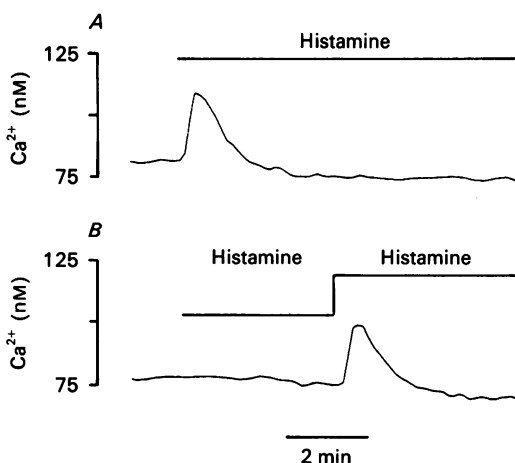 A
Histamine
125
Ca²⁺ (nM)
75
B
Histamine Histamine
125
Ca²⁺ (nM)
75
2 min